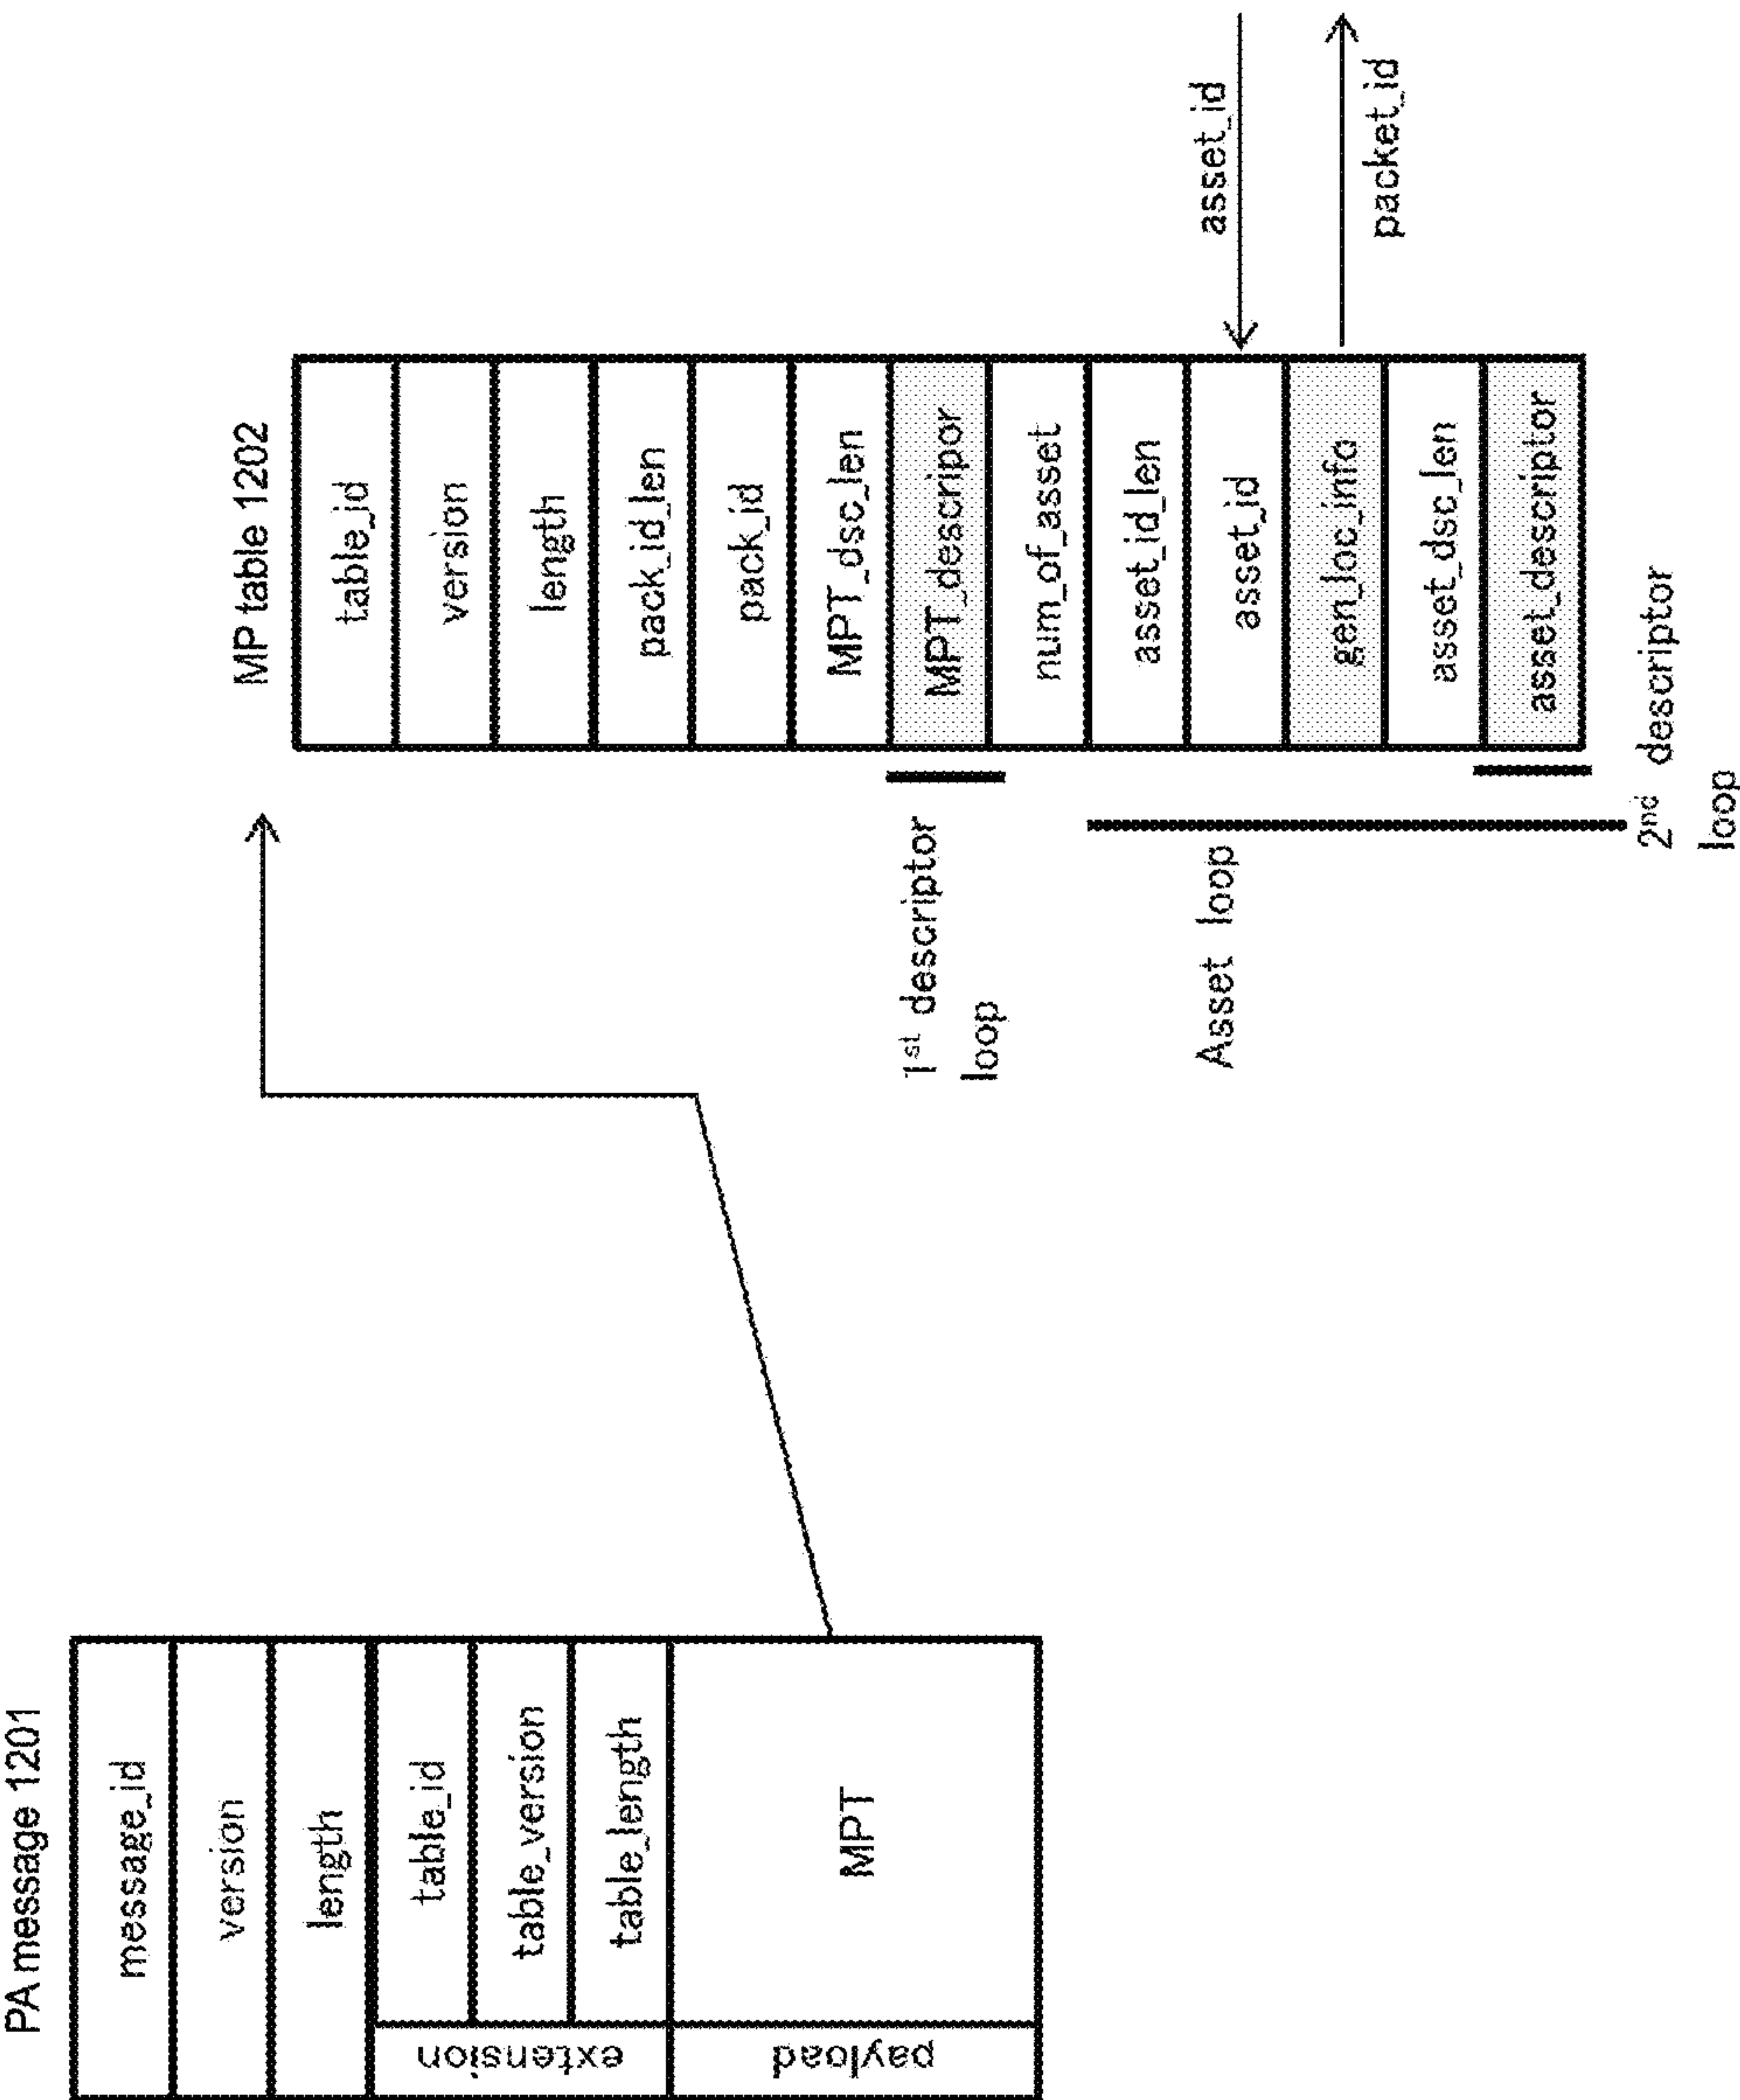 PA message 1201
message_id
version
length
extension
table_id
table_version
table_length
payload
MPT
MP table 1202
table_id
version
length
pack_id_len
pack_id
MPT_dsc_len
MPT_descripor
num_of_asset
asset_id_len
asset_id
gen_loc_info
asset_dsc_len
asset_descriptor
1st descriptor
loop
Asset loop
2nd descriptor
loop
asset_id
packet_id